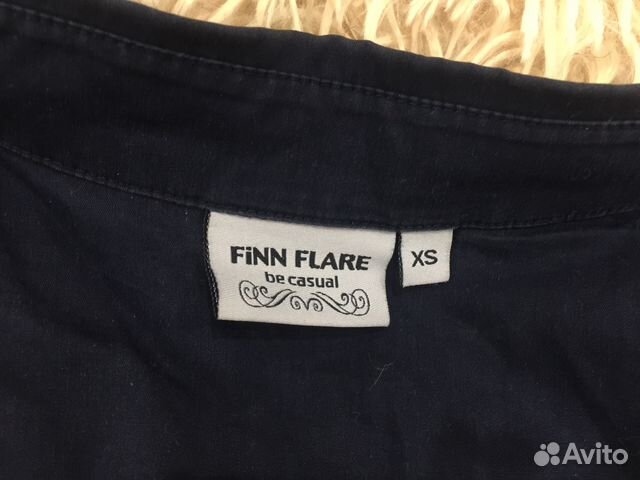 FiNN FLARE
be casual
XS
Avito